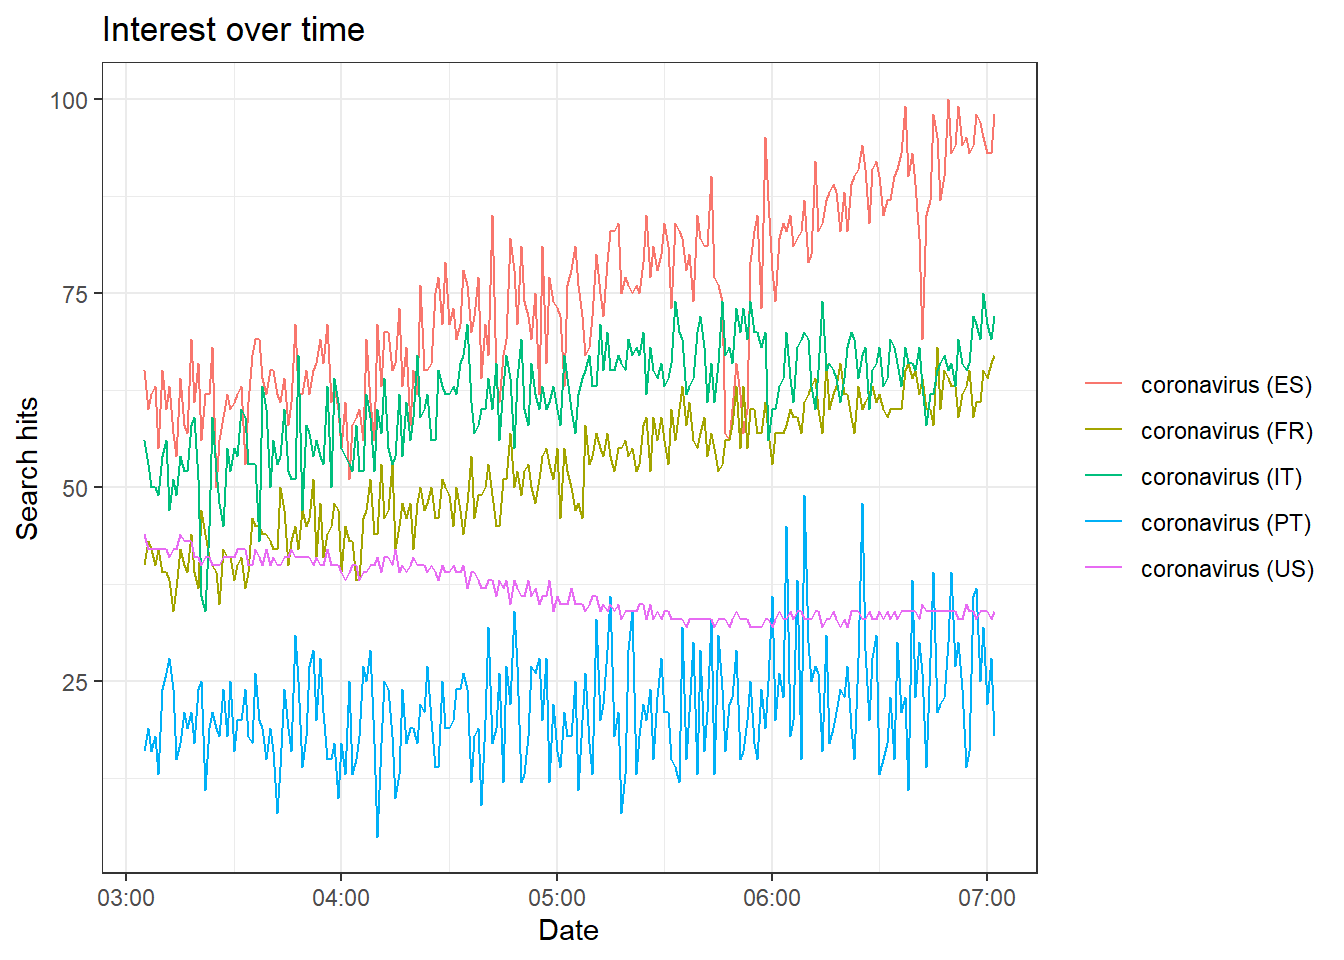 Interest over time
100
75
50
25
Search hits
03:00 04:00 05:00 06:00 07:00
Date
coronavirus (ES)
coronavirus (FR)
coronavirus (IT)
coronavirus (PT)
coronavirus (US)